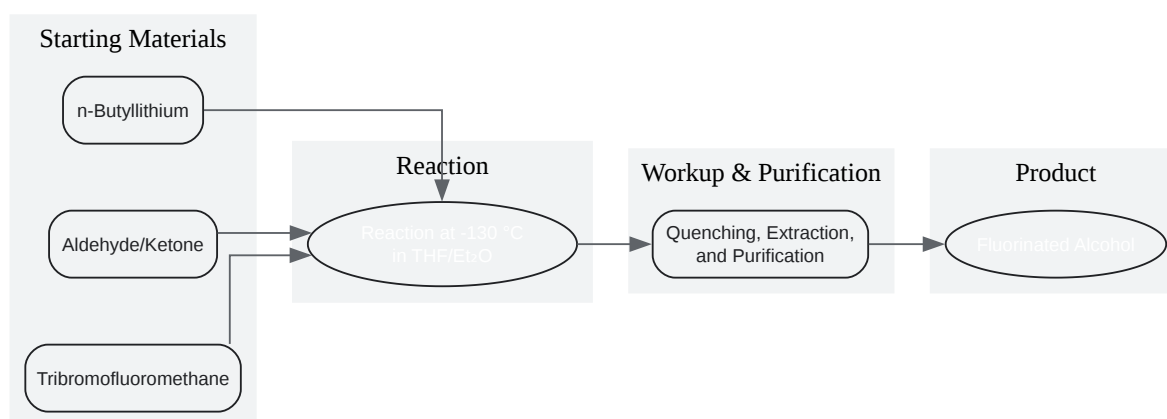 Starting Materials
n-Butyllithium
Aldehyde/Ketone
Tribromofluoromethane
Reaction
Reaction at -130 °C
in THF/Et₂O
Workup & Purification
Quenching, Extraction,
and Purification
Product
Fluorinated Alcohol